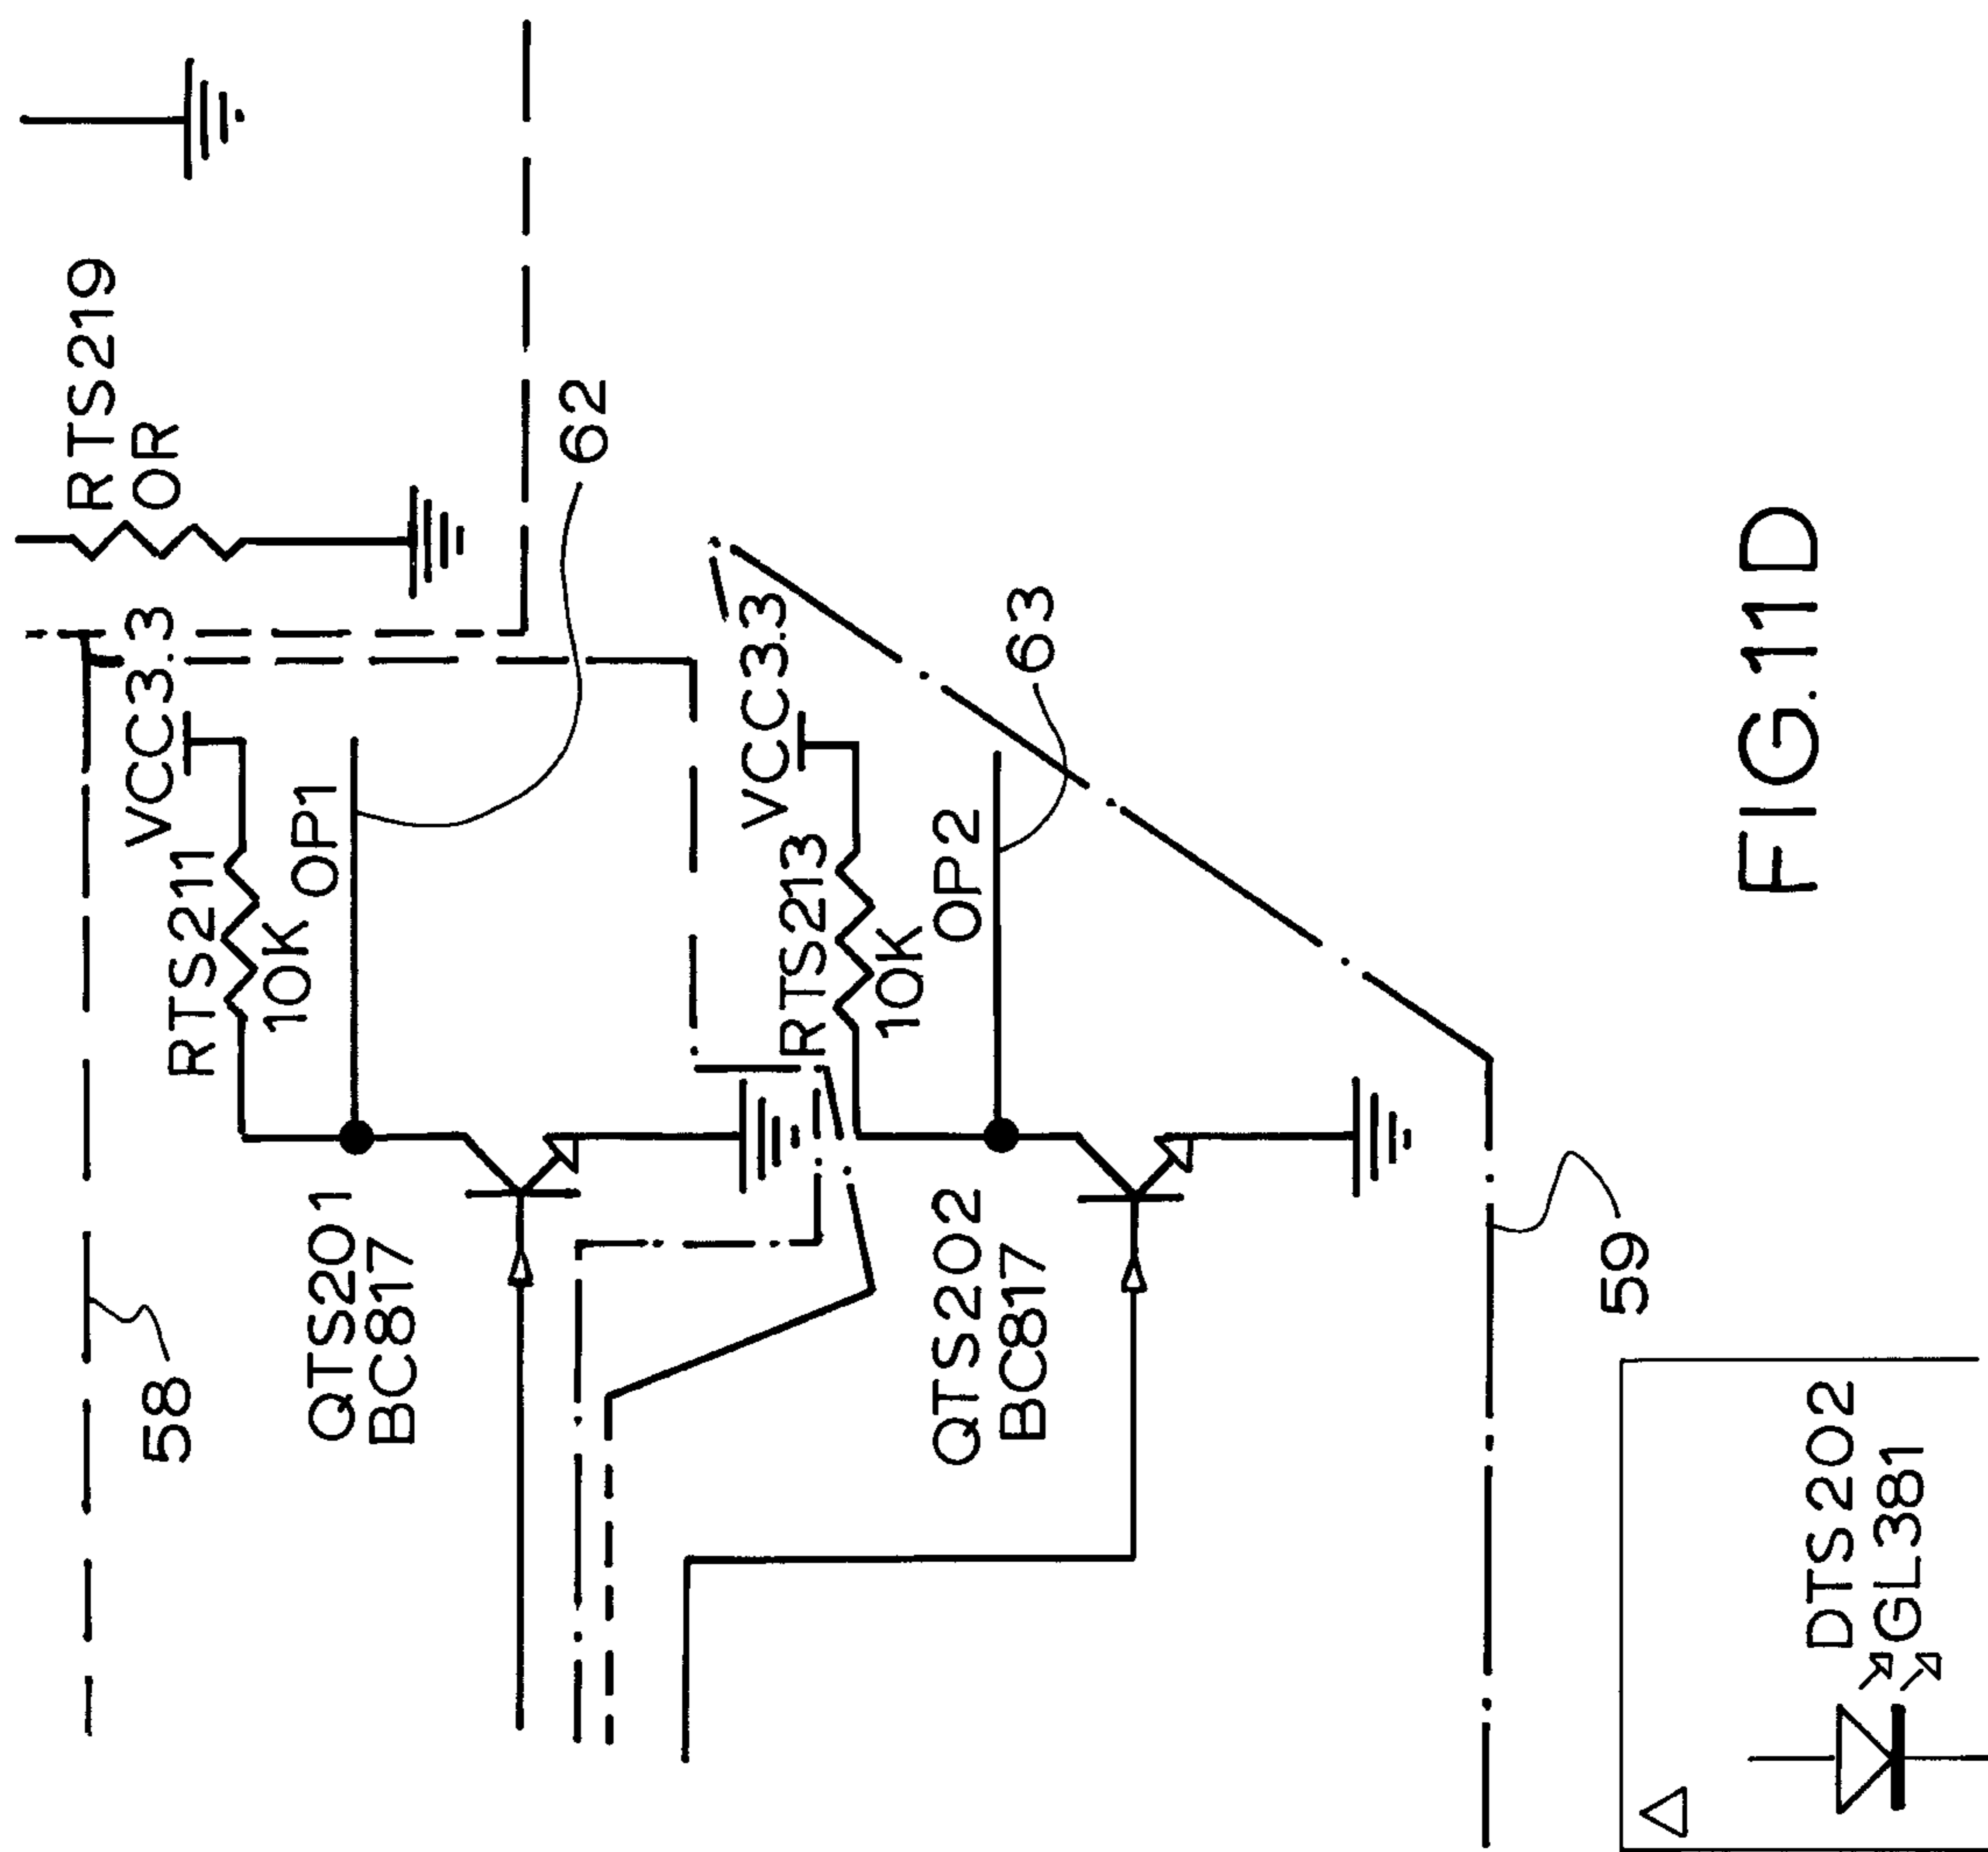 RTS219
0R
VCC3.3
RTS211
10K
OP1
62
58
QTS201
BC817
VCC3.3
RTS213
10K
OP2
63
QTS202
BC817
59
DTS202
GL381
FIG.11D